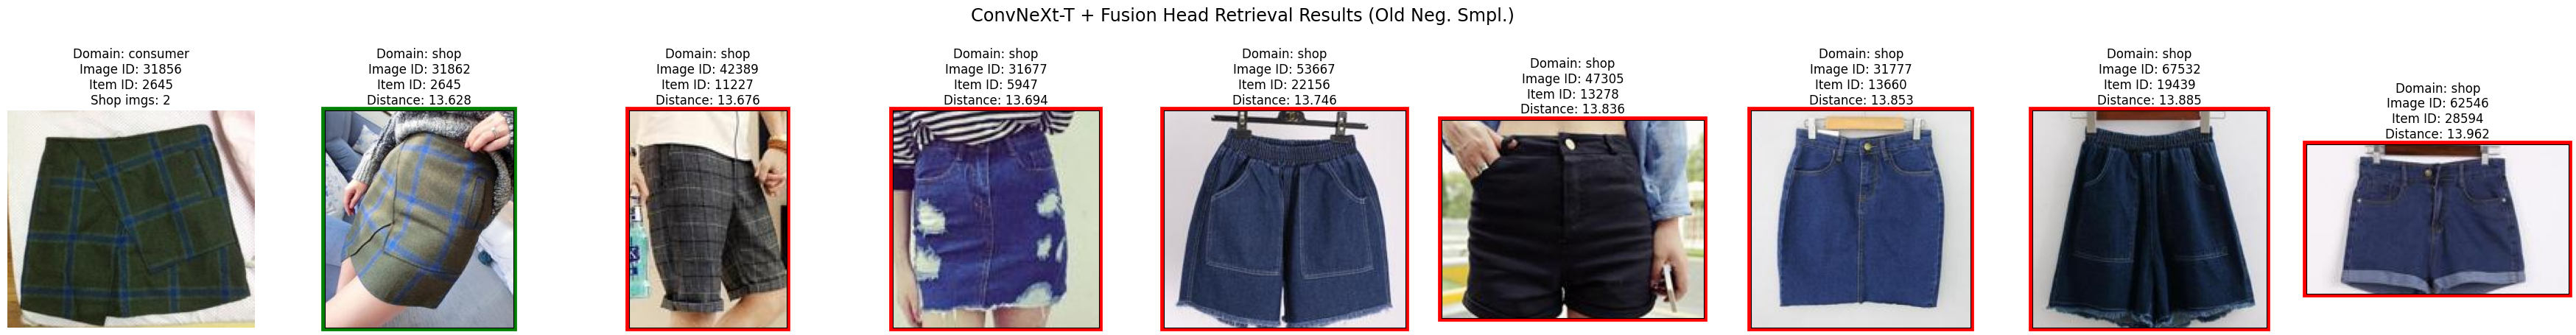 ConvNeXt-T + Fusion Head Retrieval Results (Old Neg. Smpl.)
Domain: consumer
Image ID: 31856
Item ID: 2645
Shop imgs: 2
Domain: shop
Image ID: 31862
Item ID: 2645
Distance: 13.628
Domain: shop
Image ID: 42389
Item ID: 11227
Distance: 13.676
Domain: shop
Image ID: 31677
Item ID: 5947
Distance: 13.694
Domain: shop
Image ID: 53667
Item ID: 22156
Distance: 13.746
Domain: shop
Image ID: 47305
Item ID: 13278
Distance: 13.836
Domain: shop
Image ID: 31777
Item ID: 13660
Distance: 13.853
Domain: shop
Image ID: 67532
Item ID: 19439
Distance: 13.885
Domain: shop
Image ID: 62546
Item ID: 28594
Distance: 13.962